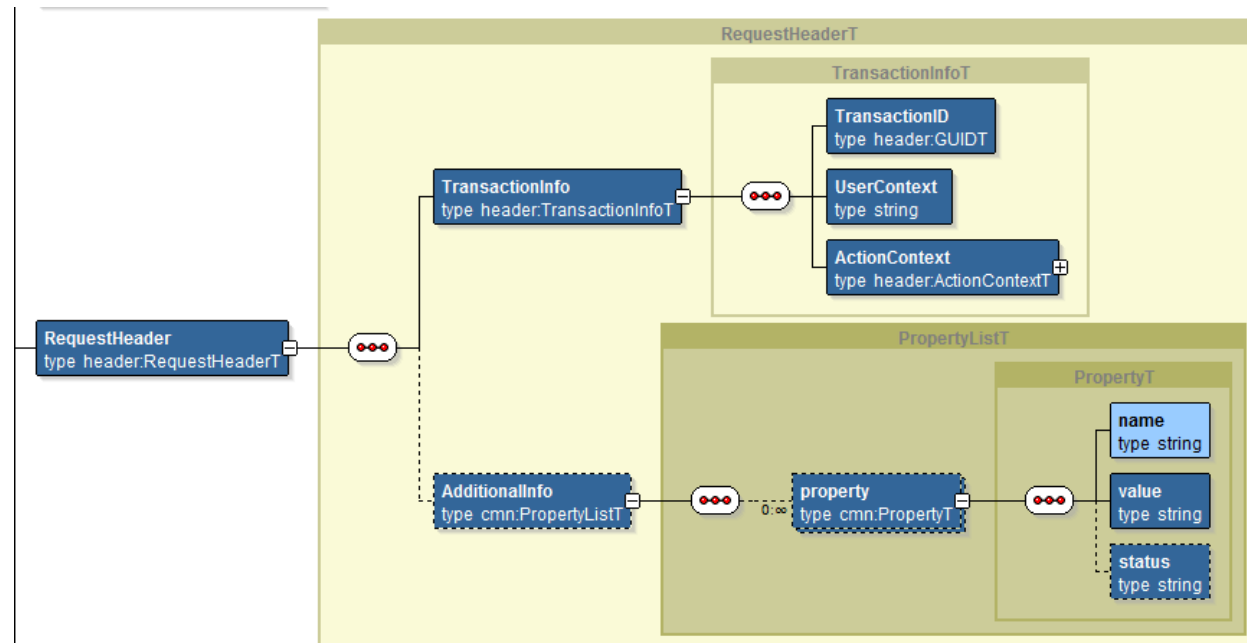 RequestHeaderT
TransactionInfoT
TransactionID
type header:GUIDT
TransactionInfo
type header:TransactionInfoT
UserContext
type string
ActionContext
type header:ActionContextT
RequestHeader
type header:RequestHeaderT
PropertyListT
PropertyT
name
type string
AdditionalInfo
type cmn:PropertyListT
0:∞
property
type cmn:PropertyT
value
type string
status
type string